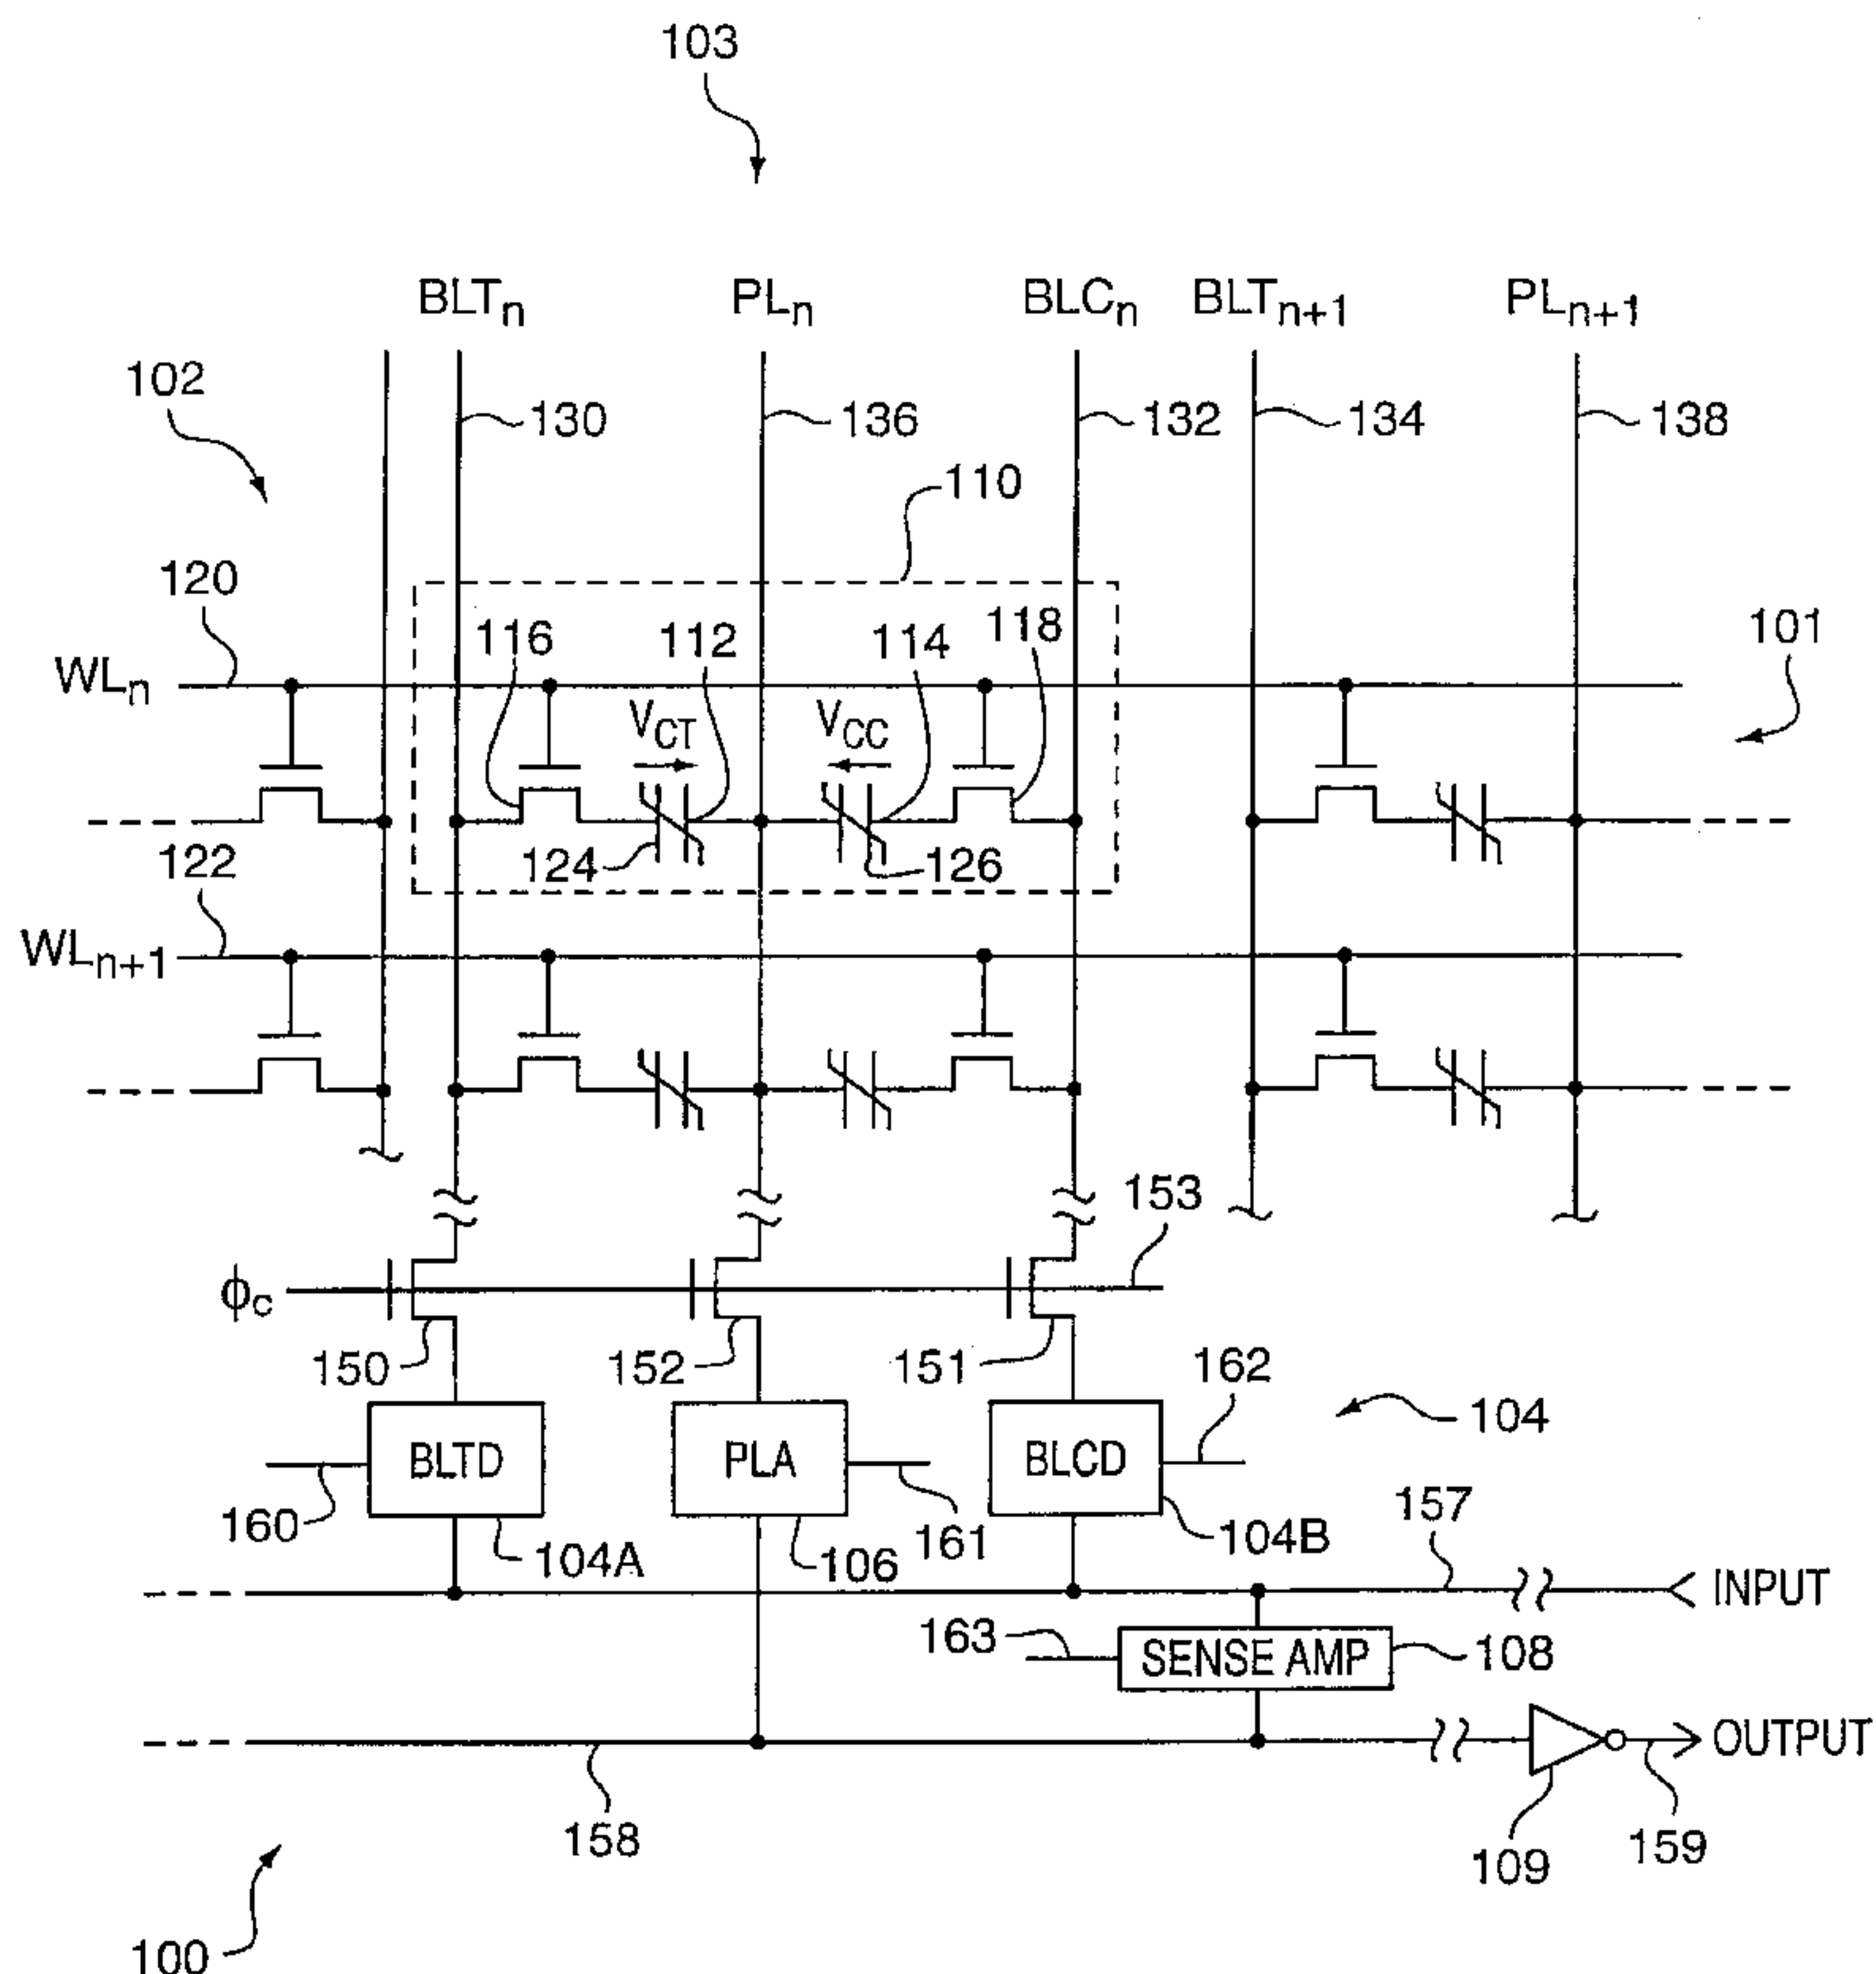 103
BLTn PLn BLCn BLTn+1 PLn+1
102
130 136 132 134 138
110
120
116 112 114 118 101
WLn
VCT VCC
122 124 126
WLn+1
153
ϕc
150 152 151 162
104
BLTD PLA BLCD
157
160 104A 106 161 104B
INPUT
163 SENSE AMP 108
OUTPUT
158 109 159
100